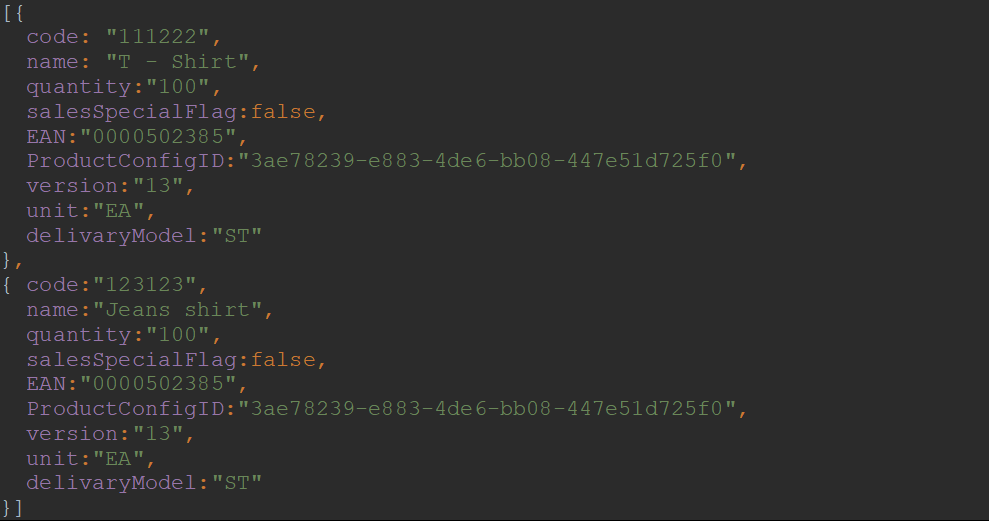 [{
code: "111222",
name: "T - Shirt",
quantity:"100",
salesSpecialFlag:false,
EAN:"0000502385",
ProductConfigID:"3ae78239-e883-4de6-bb08-447e51d725f0",
version:"13",
unit:"EA",
delivaryModel:"ST"
},
{ code:"123123",
name:"Jeans shirt",
quantity:"100",
salesSpecialFlag:false,
EAN:"0000502385",
ProductConfigID:"3ae78239-e883-4de6-bb08-447e51d725f0",
version:"13",
unit:"EA",
delivaryModel:"ST"
}]